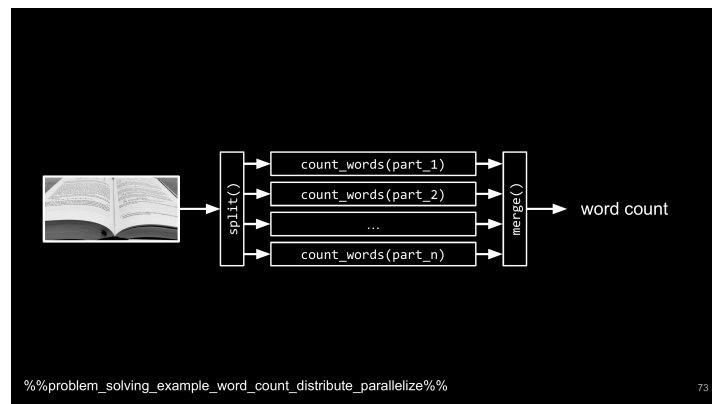 split()
count_words(part_1)
count_words(part_2)
...
count_words(part_n)
merge()
word count
%%problem_solving_example_word_count_distribute_parallelize%%
73